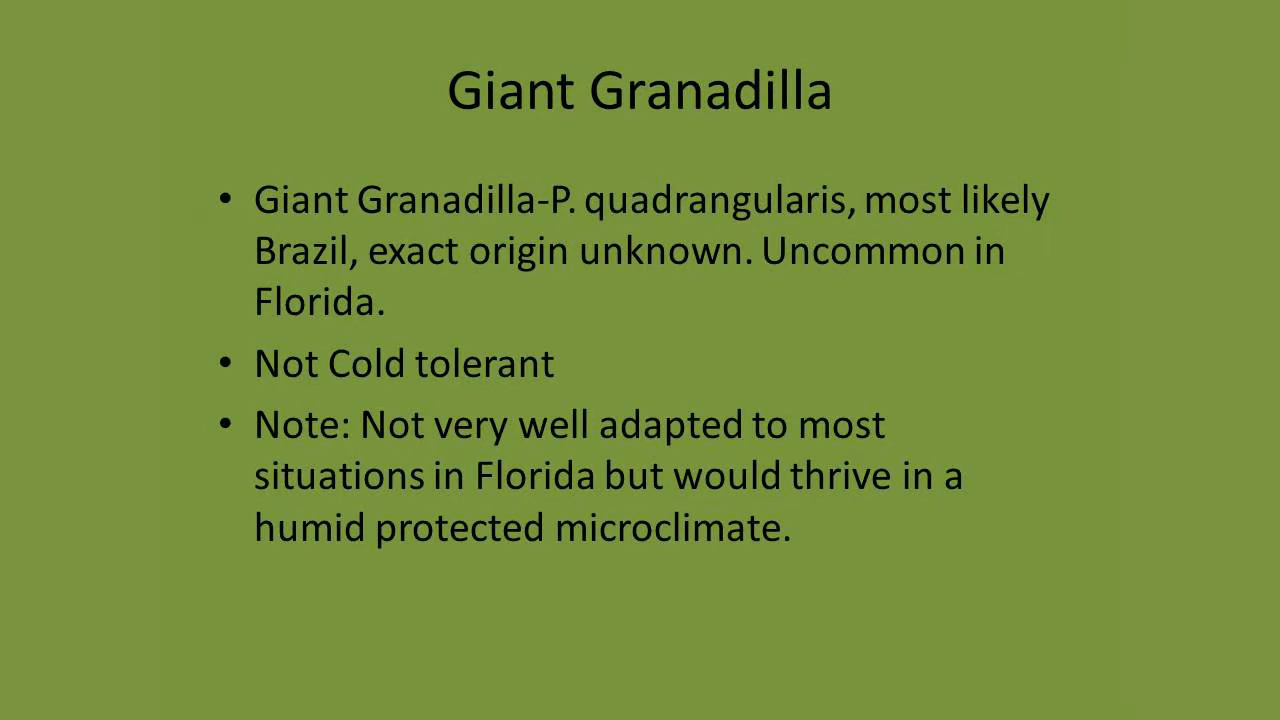 Giant Granadilla
• Giant Granadilla-P. quadrangularis, most likely
Brazil, exact origin unknown. Uncommon in
Florida.
• Not Cold tolerant
• Note: Not very well adapted to most
situations in Florida but would thrive in a
humid protected microclimate.